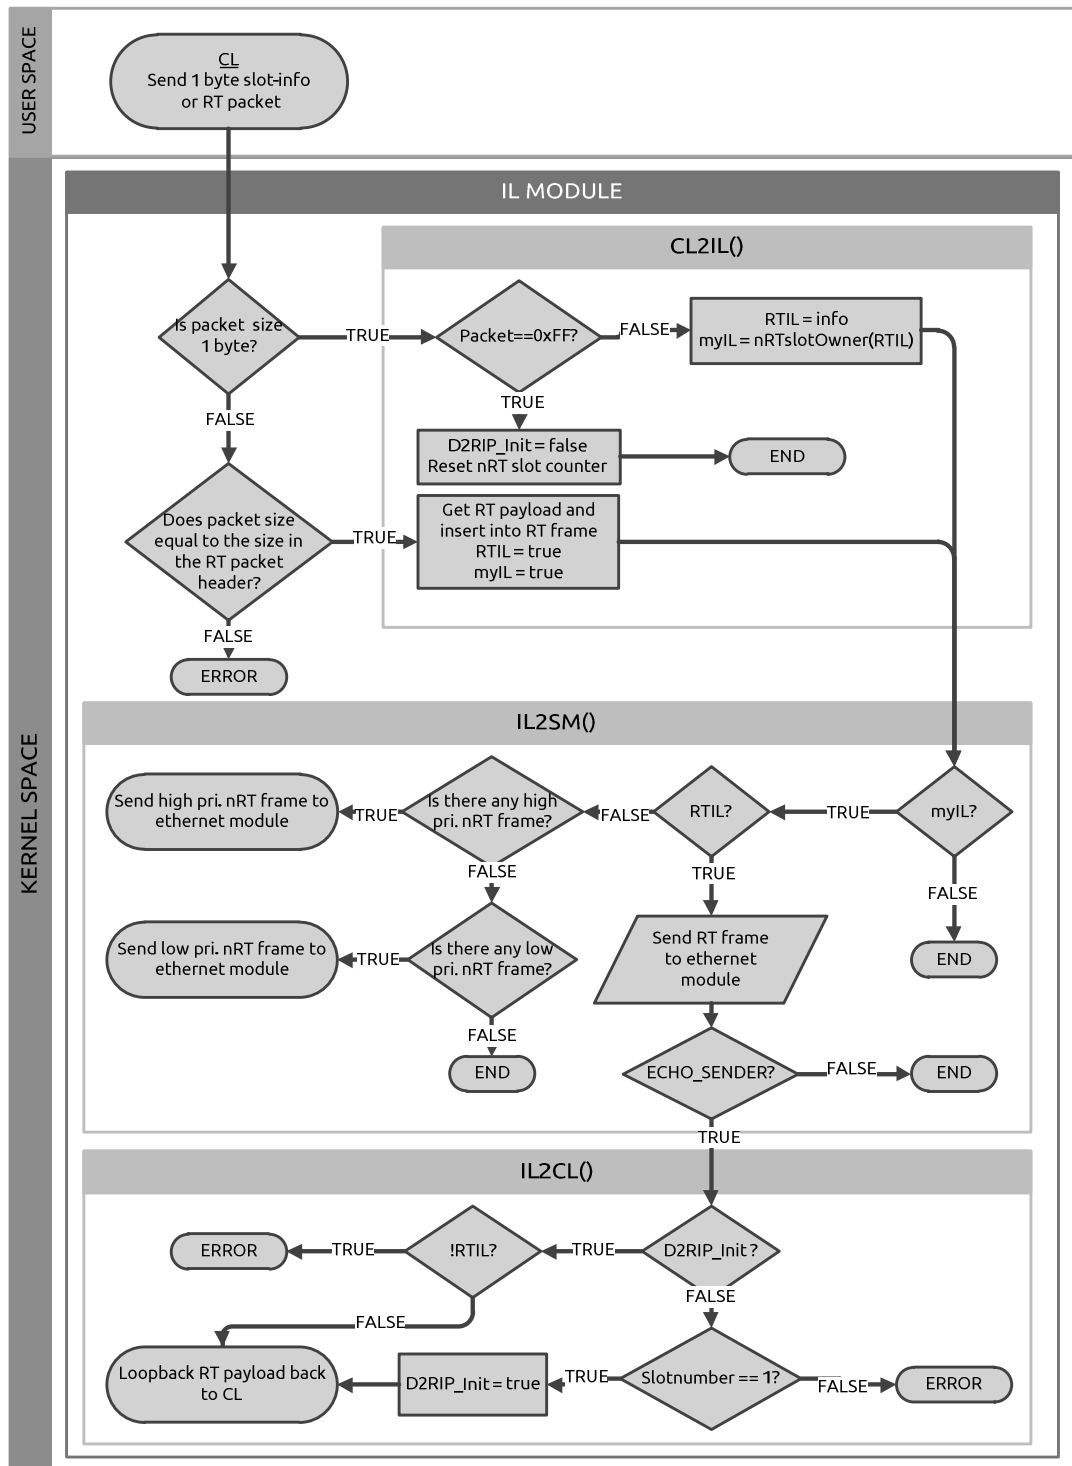 USER SPACE
CL
Send 1 byte slot-info
or RT packet
KERNEL SPACE
IL MODULE
CL2IL()
Is packet size
1 byte?
TRUE
Packet==0xFF?
FALSE
RTIL = info
myIL = nRTslotOwner(RTIL)
FALSE
TRUE
D2RIP_Init = false
Reset nRT slot counter
END
Does packet size
equal to the size in
the RT packet
header?
TRUE
Get RT payload and
insert into RT frame
RTIL = true
myIL = true
FALSE
ERROR
IL2SM()
Send high pri. nRT frame to
ethernet module
TRUE
Is there any high
pri. nRT frame?
FALSE
RTIL?
TRUE
myIL?
FALSE
TRUE
FALSE
Send low pri. nRT frame to
ethernet module
TRUE
Is there any low
pri. nRT frame?
Send RT frame
to ethernet
module
END
FALSE
END
ECHO_SENDER?
FALSE
END
TRUE
IL2CL()
ERROR
TRUE
!RTIL?
TRUE
D2RIP_Init ?
FALSE
FALSE
Loopback RT payload back
to CL
D2RIP_Init = true
TRUE
Slotnumber == 1?
FALSE
ERROR